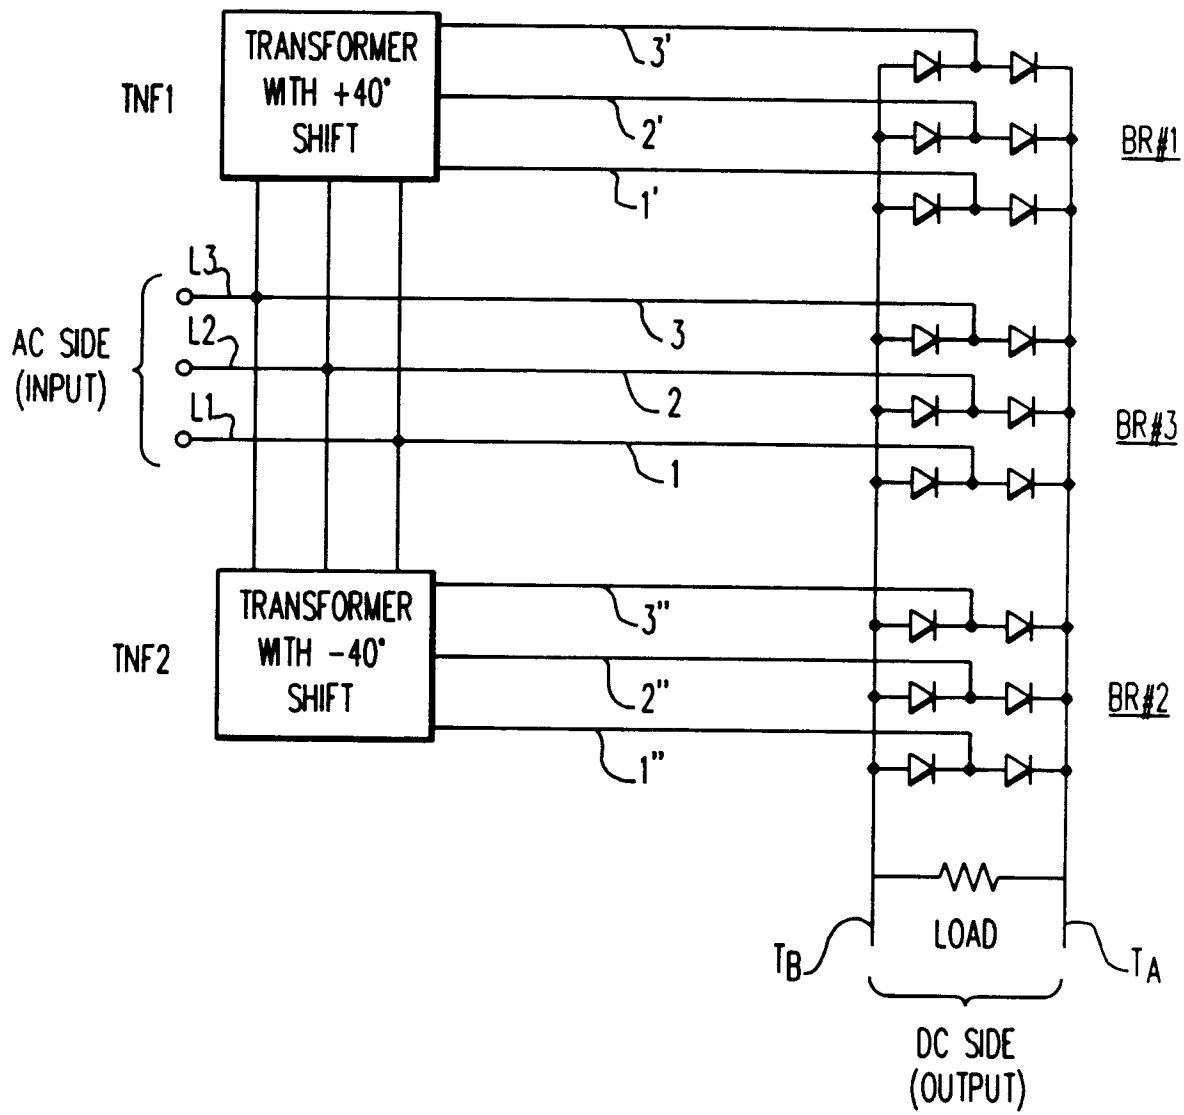 TNF1
TRANSFORMER
WITH +40°
SHIFT
3'
2'
1'
BR#1
AC SIDE
(INPUT)
L3
L2
L1
3
2
1
BR#3
TNF2
TRANSFORMER
WITH -40°
SHIFT
3"
2"
1"
BR#2
LOAD
TB
TA
DC SIDE
(OUTPUT)